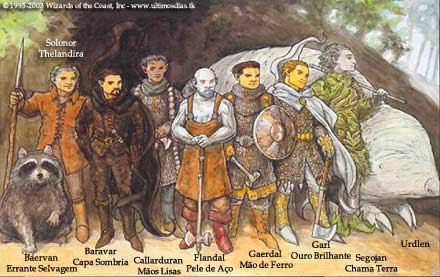 © 1995-2003 Wizards of the Coast, Inc - www.ultimosdias.tk
Solonor
Thelandira
Baervan
Errante Selvagem
Baravar
Capa Sombria
Callarduran
Mãos Lisas
Flandal
Pele de Aço
Gaerdal
Mão de Ferro
Garl
Ouro Brilhante
Segojan
Chama Terra
Urdlen